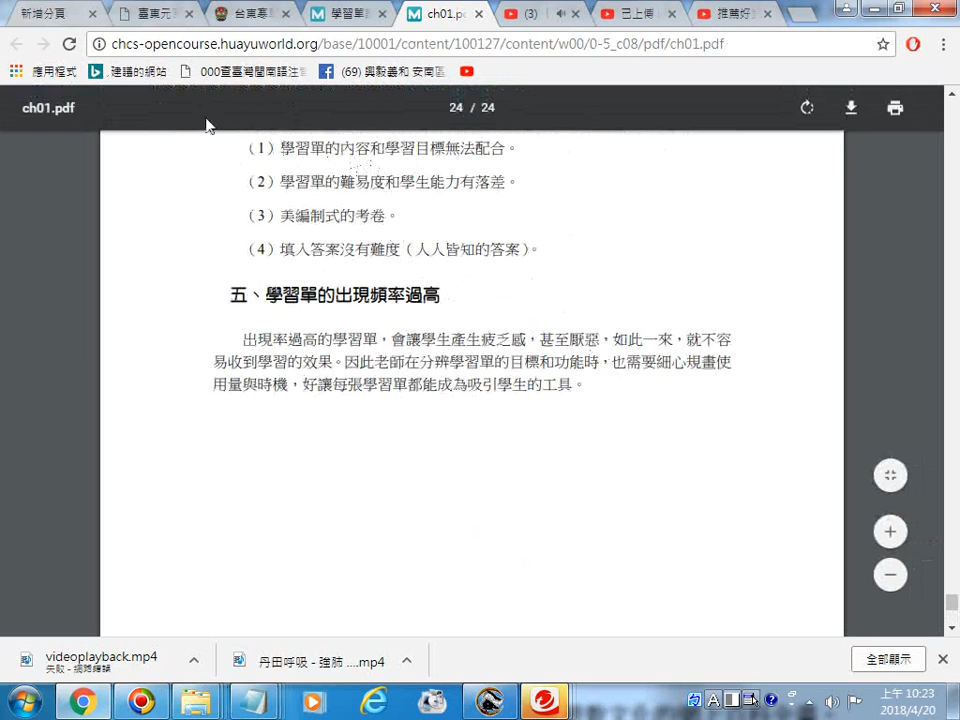 新增分頁
臺東元
台東專
學習單
ch01.p
(3)
已上傳
推薦好
chcs-opencourse.huayuworld.org/base/10001/content/100127/content/w00/0-5_c08/pdf/ch01.pdf
應用程式
建議的網站
000查臺灣閩南語注
(69) 與毅義和 安南區
ch01.pdf
24 / 24
（1）學習單的內容和學習目標無法配合。
（2）學習單的難易度和學生能力有落差。
（3）美編制式的考卷。
（4）填入答案沒有難度（人人皆知的答案）。
五、學習單的出現頻率過高
出現率過高的學習單，會讓學生產生疲乏感，甚至厭惡，如此一來，就不容
易收到學習的效果。因此老師在分辨學習單的目標和功能時，也需要細心規畫使
用量與時機，好讓每張學習單都能成為吸引學生的工具。
videoplayback.mp4
失敗 - 網路錯誤
丹田呼吸 - 強肺 ....mp4
全部顯示
上午 10:23
2018/4/20